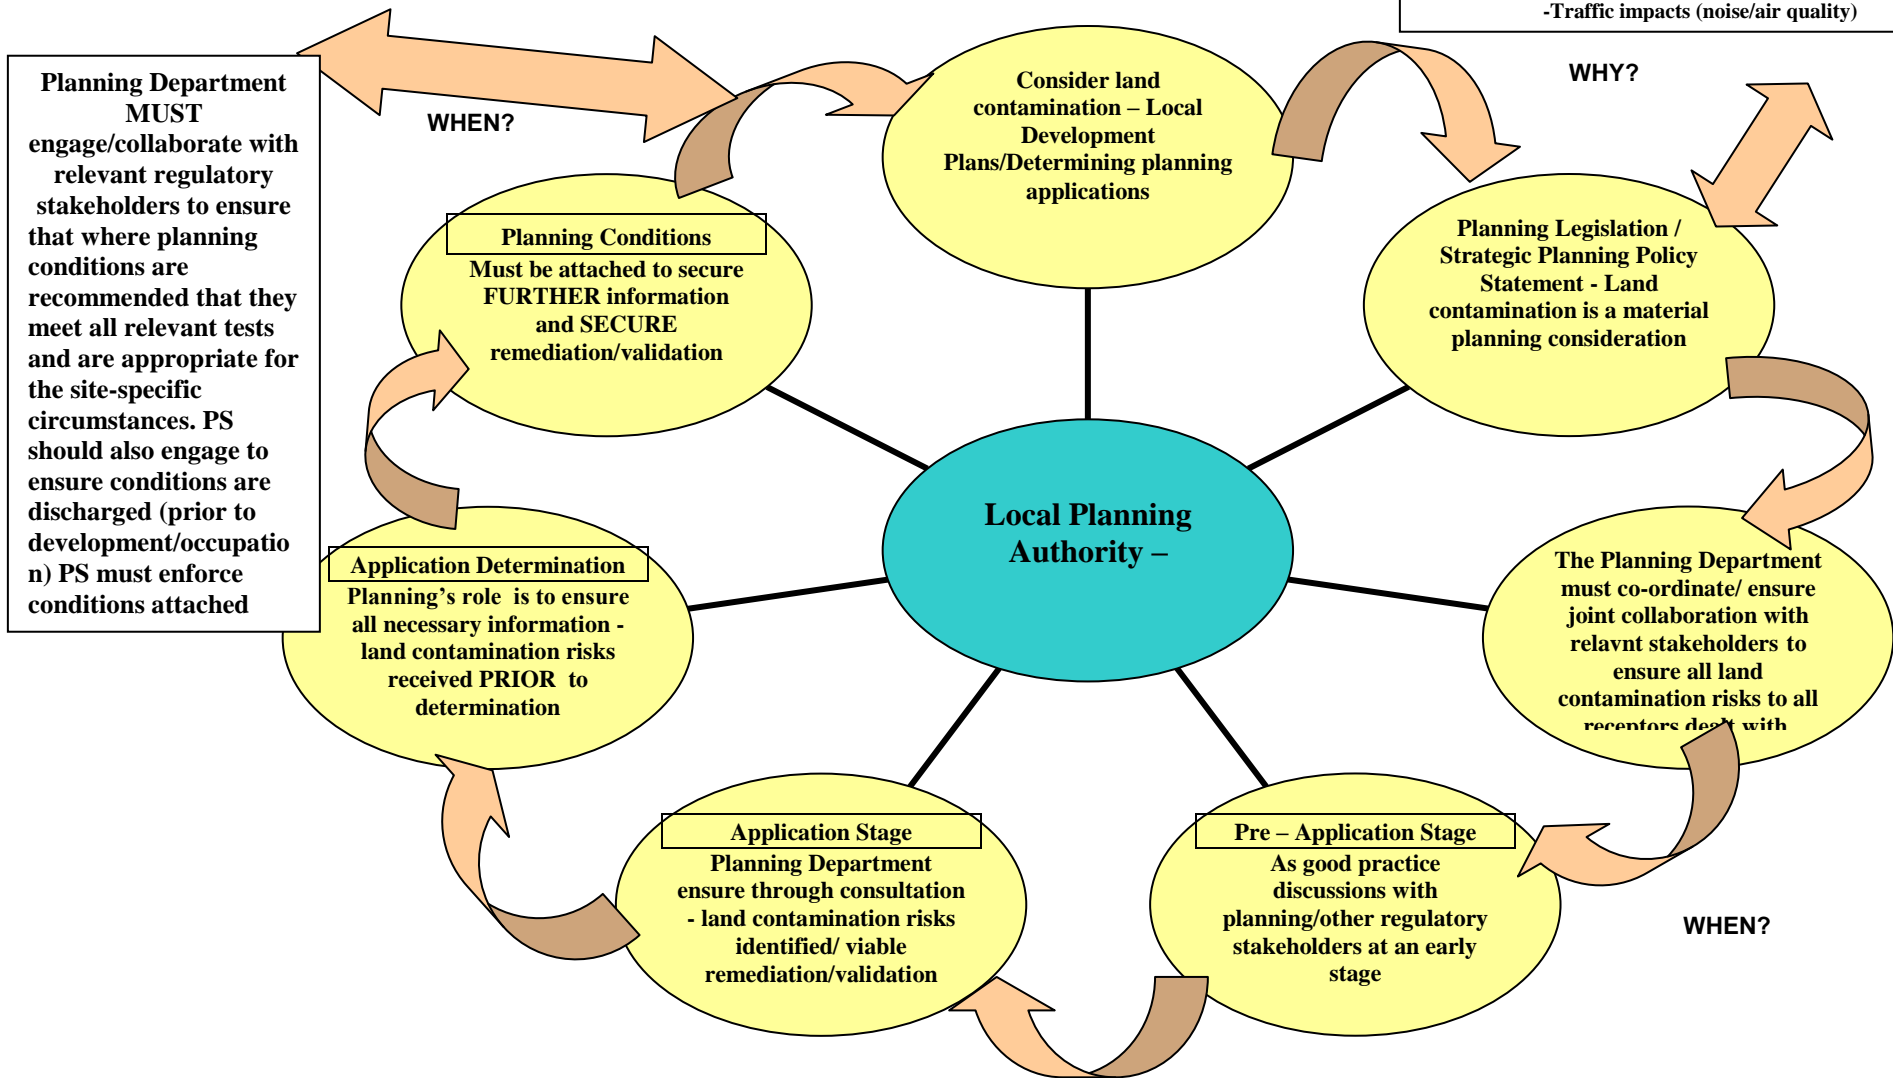 -Traffic impacts (noise/air quality)
WHY?
Planning Department
MUST
engage/collaborate with
relevant regulatory
stakeholders to ensure
that where planning
conditions are
recommended that they
meet all relevant tests
and are appropriate for
the site-specific
circumstances. PS
should also engage to
ensure conditions are
discharged (prior to
development/occupatio
n) PS must enforce
conditions attached
WHEN?
Consider land
contamination – Local
Development
Plans/Determining planning
applications
Planning Legislation /
Strategic Planning Policy
Statement - Land
contamination is a material
planning consideration
The Planning Department
must co-ordinate/ ensure
joint collaboration with
relavnt stakeholders to
ensure all land
contamination risks to all
receptors dealt with
WHEN?
Pre – Application Stage
As good practice
discussions with
planning/other regulatory
stakeholders at an early
stage
Application Stage
Planning Department
ensure through consultation
- land contamination risks
identified/ viable
remediation/validation
Application Determination
Planning’s role is to ensure
all necessary information -
land contamination risks
received PRIOR to
determination
Planning Conditions
Must be attached to secure
FURTHER information
and SECURE
remediation/validation
Local Planning
Authority –